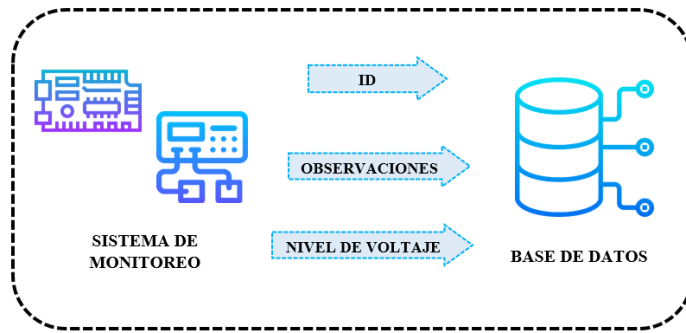 ID
OBSERVACIONES
NIVEL DE VOLTAJE
SISTEMA DE
MONITOREO
BASE DE DATOS